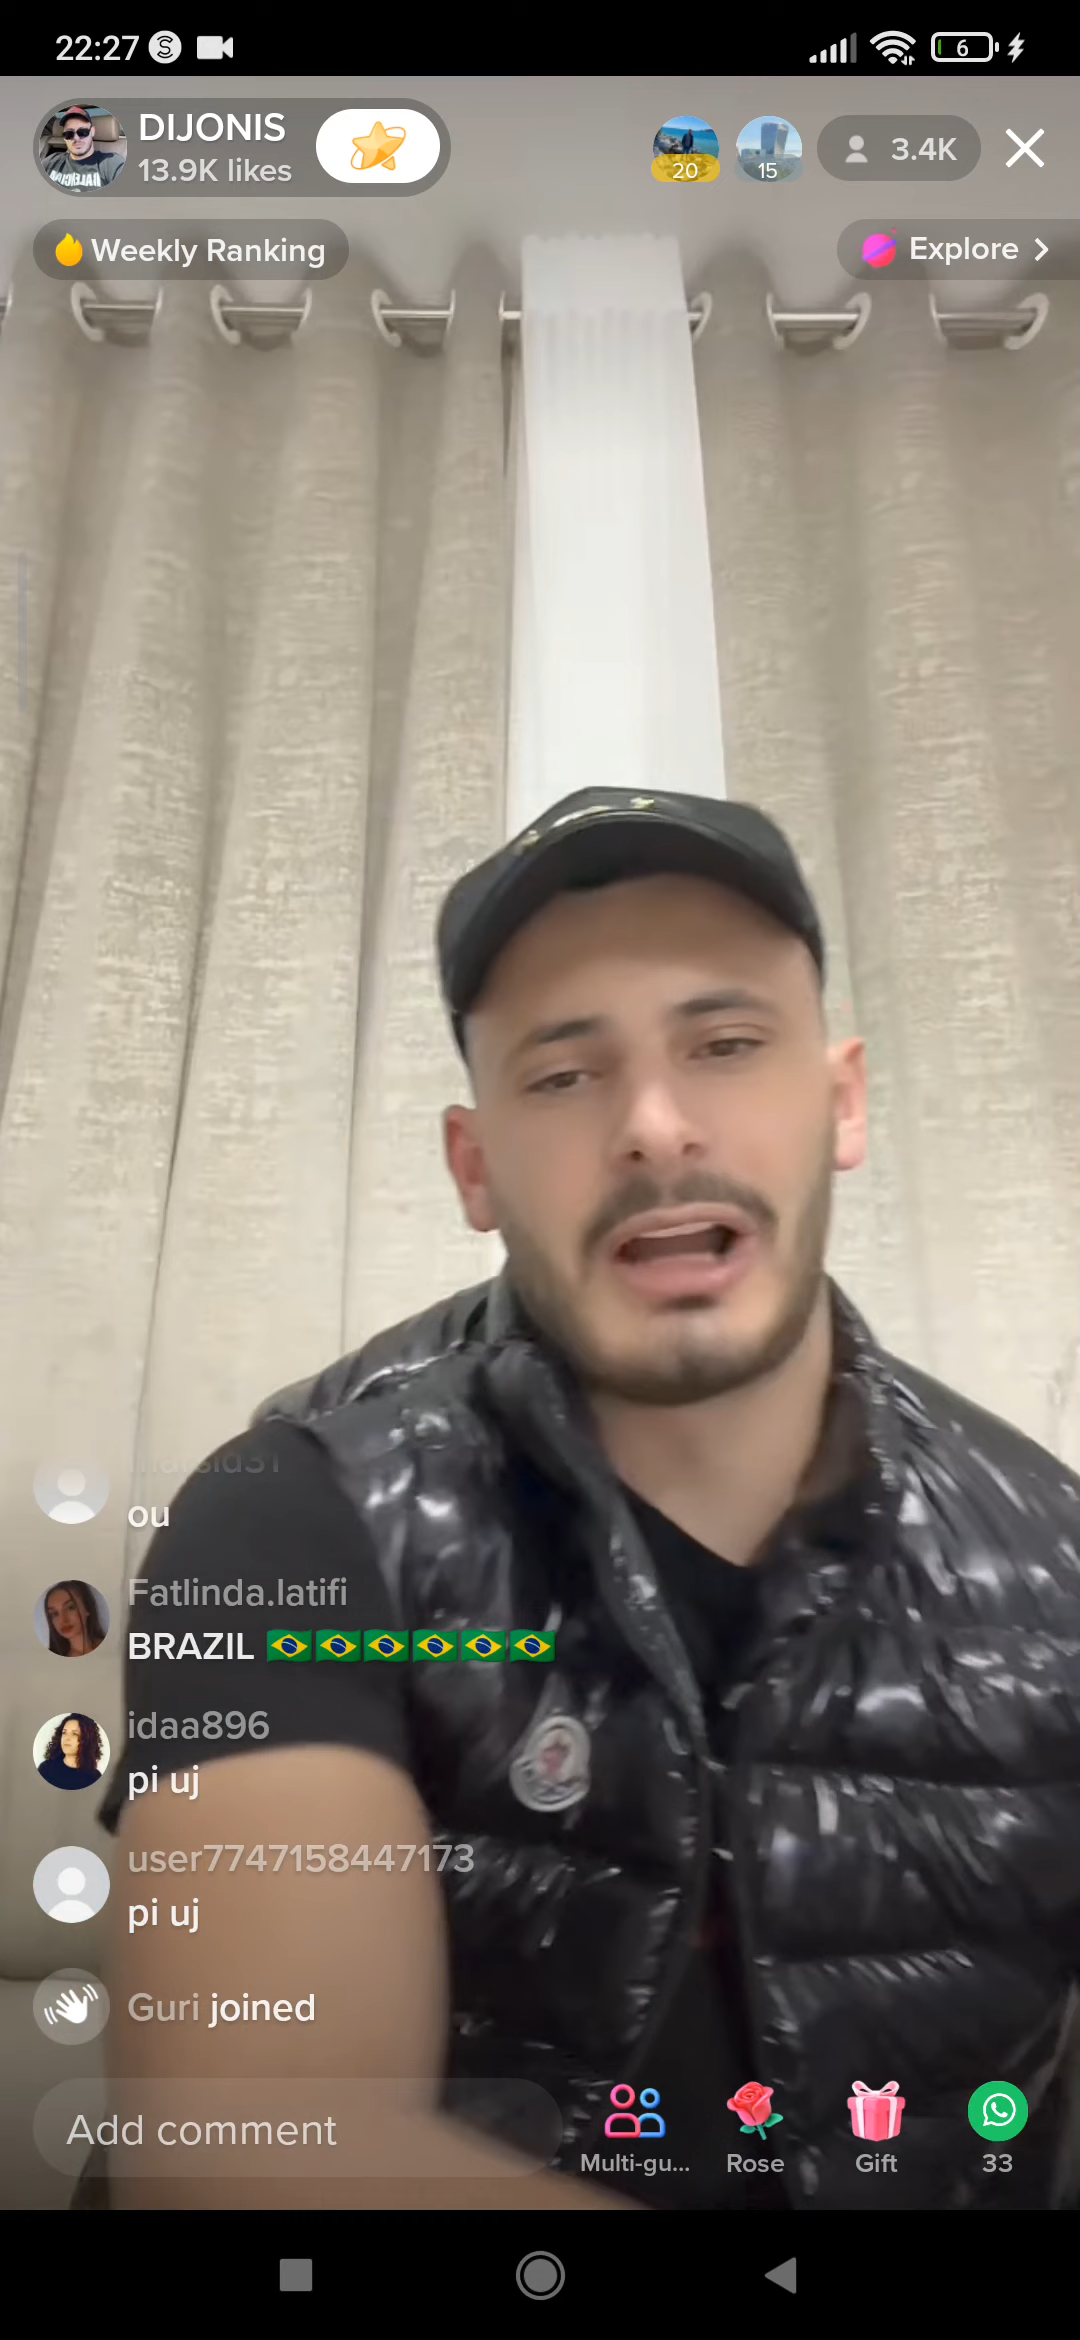 22:27
6
DIJONIS
13.9K likes
20
15
3.4K
Weekly Ranking
Explore
ou
Fatlinda.latifi
BRAZIL 🇧🇷🇧🇷🇧🇷🇧🇷🇧🇷🇧🇷
idaa896
pi uj
user7747158447173
pi uj
Guri joined
Add comment
Multi-gu...
Rose
Gift
33